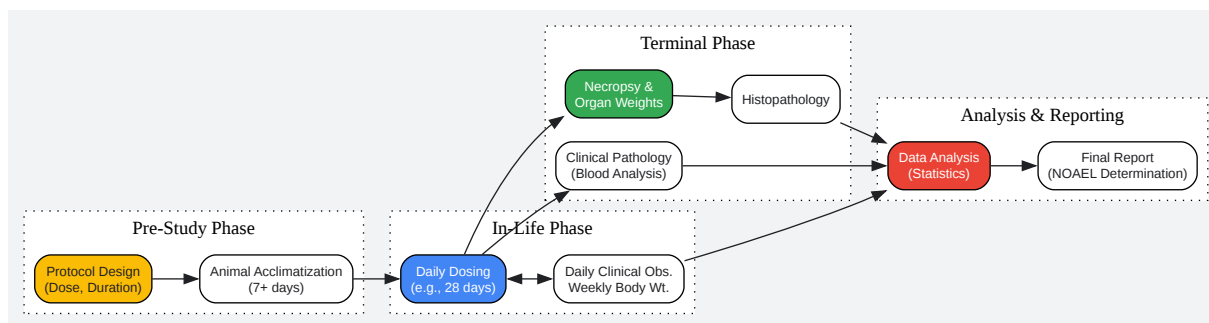 Pre-Study Phase
Protocol Design
(Dose, Duration)
Animal Acclimatization
(7+ days)
In-Life Phase
Daily Dosing
(e.g., 28 days)
Daily Clinical Obs.
Weekly Body Wt.
Terminal Phase
Necropsy &
Organ Weights
Histopathology
Clinical Pathology
(Blood Analysis)
Analysis & Reporting
Data Analysis
(Statistics)
Final Report
(NOAEL Determination)